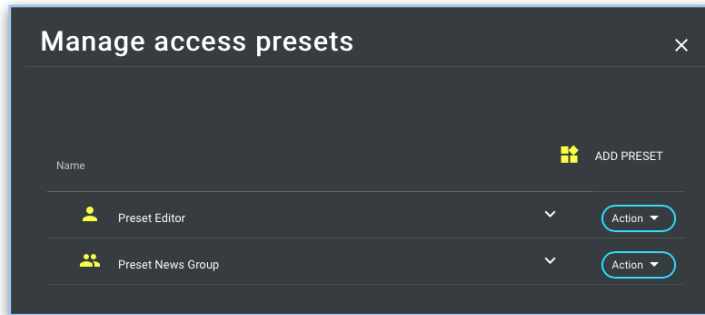 Manage access presets
ADD PRESET
Name
Preset Editor Action
Preset News Group Action